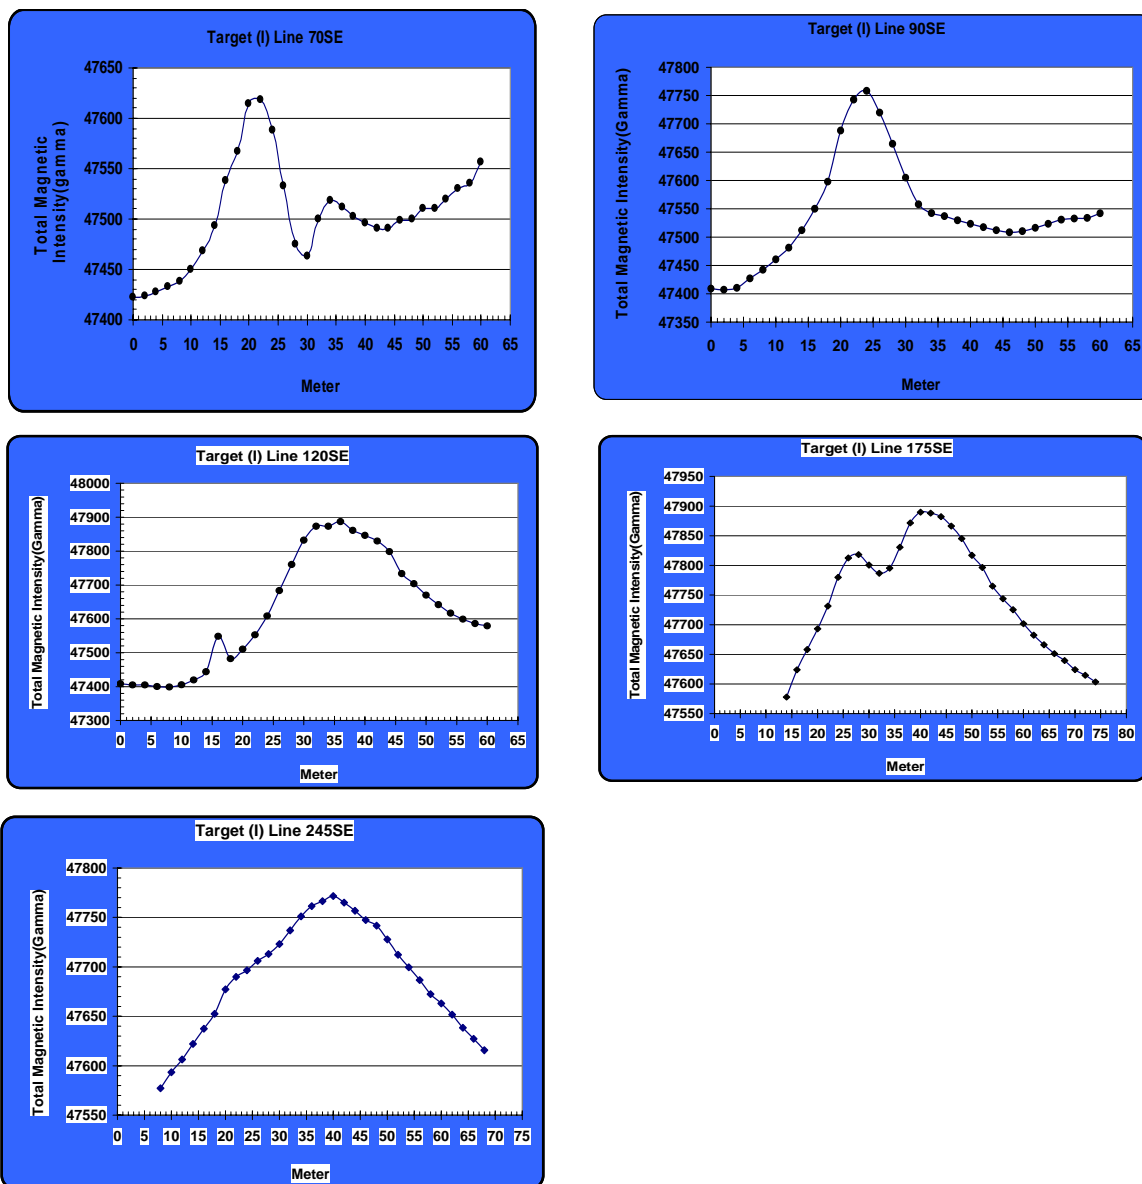 Target (I) Line 70SE
Total Magnetic
Intensity(gamma)
47650
47600
47550
47500
47450
47400
0 5 10 15 20 25 30 35 40 45 50 55 60 65
Meter
Target (I) Line 90SE
Total Magnetic Intensity(Gamma)
47800
47750
47700
47650
47600
47550
47500
47450
47400
47350
0 5 10 15 20 25 30 35 40 45 50 55 60 65
Meter
Target (I) Line 120SE
Total Magnetic Intensity(Gamma)
48000
47900
47800
47700
47600
47500
47400
47300
0 5 10 15 20 25 30 35 40 45 50 55 60 65
Meter
Target (I) Line 175SE
Total Magnetic Intensity(Gamma)
47950
47900
47850
47800
47750
47700
47650
47600
47550
0 5 10 15 20 25 30 35 40 45 50 55 60 65 70 75 80
Meter
Target (I) Line 245SE
Total Magnetic Intensity(Gamma)
47800
47750
47700
47650
47600
47550
0 5 10 15 20 25 30 35 40 45 50 55 60 65 70 75
Meter